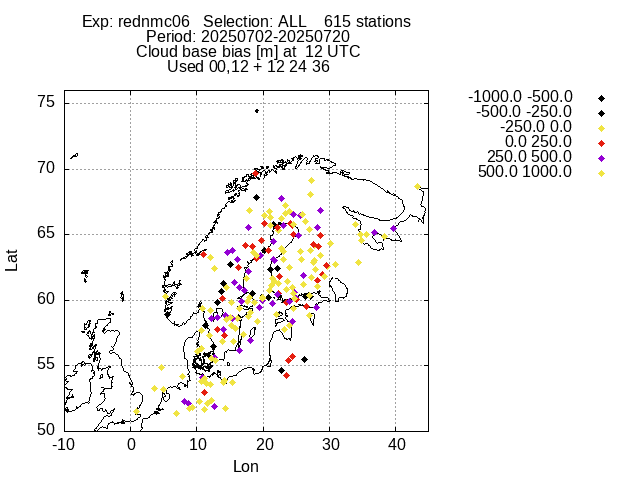 Exp: rednmc06   Selection: ALL    615 stations
Period: 20250702-20250720
Cloud base bias [m] at  12 UTC
Used 00,12 + 12 24 36
-1000.0 -500.0
-500.0 -250.0
-250.0 0.0
0.0 250.0
250.0 500.0
500.0 1000.0
75
70
65
60
55
50
Lat
-10 0 10 20 30 40
Lon